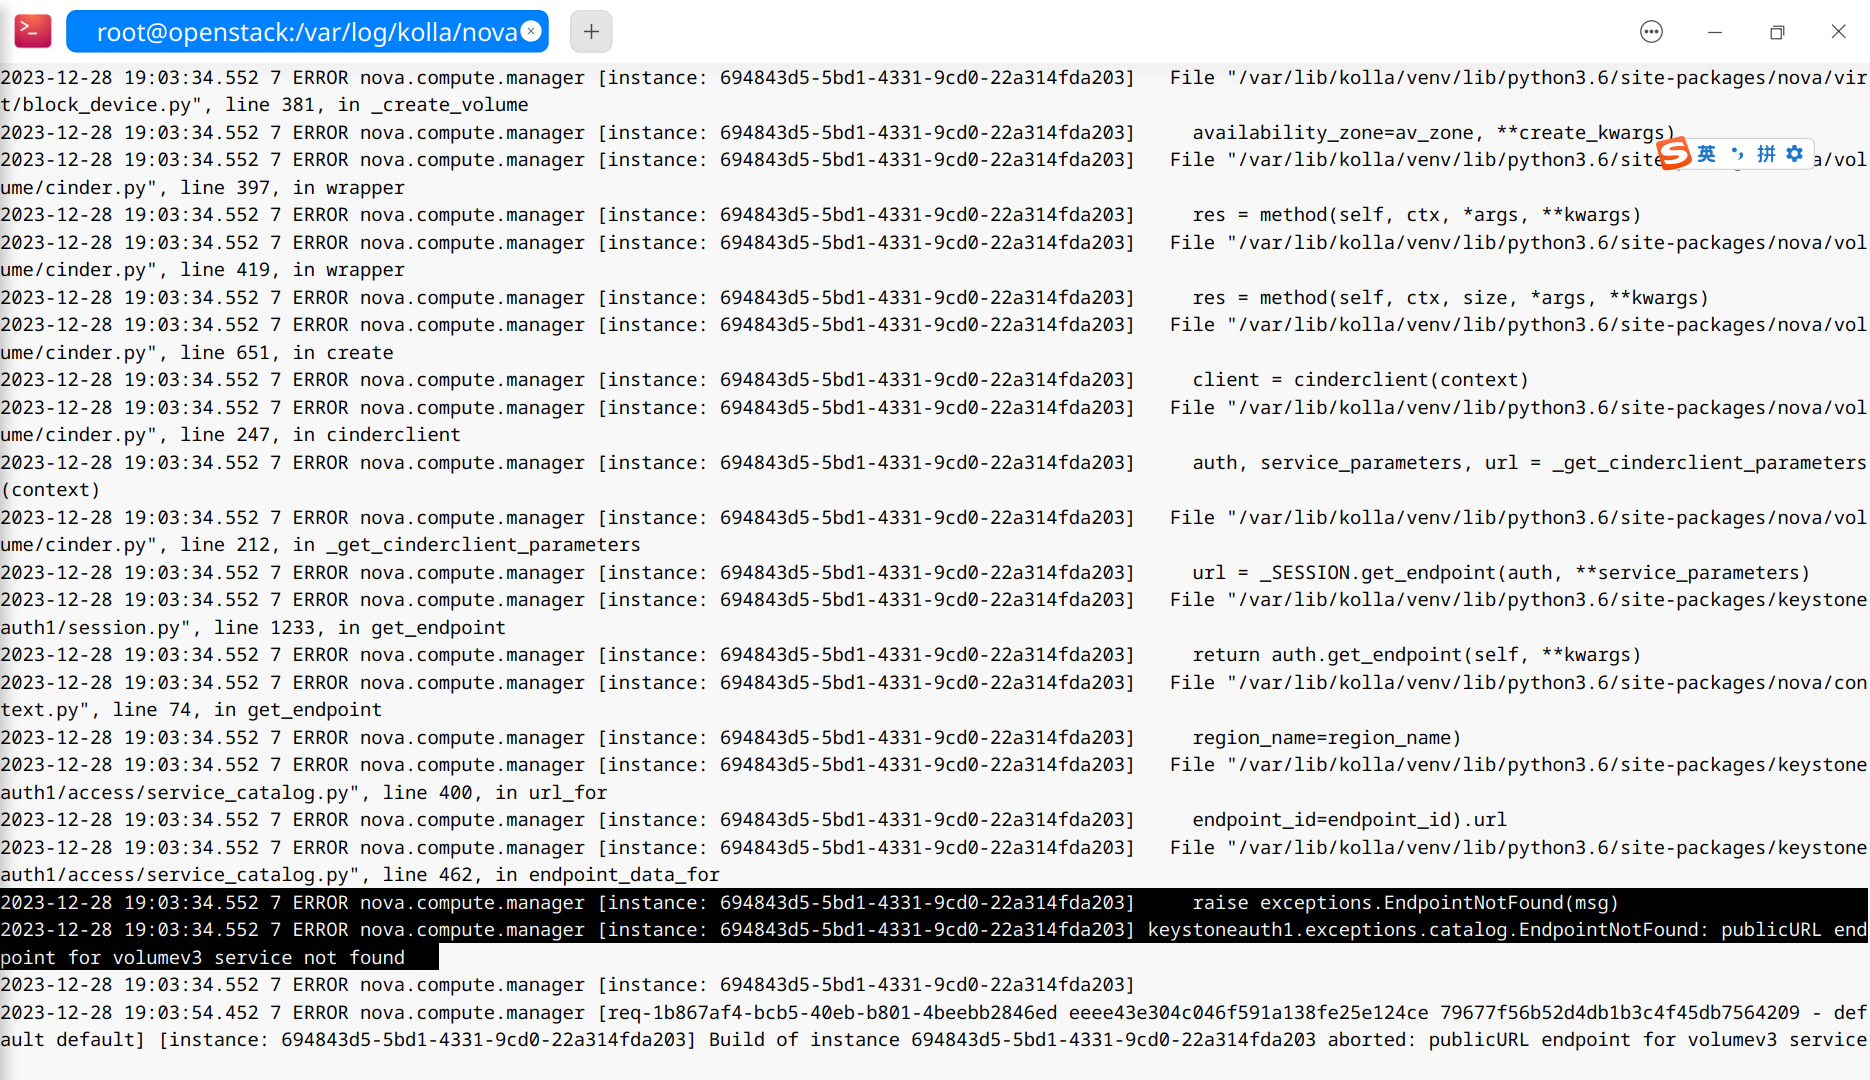 root@openstack:/var/log/kolla/nova
2023-12-28 19:03:34.552 7 ERROR nova.compute.manager [instance: 694843d5-5bd1-4331-9cd0-22a314fda203]   File "/var/lib/kolla/venv/lib/python3.6/site-packages/nova/vir
t/block_device.py", line 381, in _create_volume
2023-12-28 19:03:34.552 7 ERROR nova.compute.manager [instance: 694843d5-5bd1-4331-9cd0-22a314fda203]     availability_zone=av_zone, **create_kwargs)
2023-12-28 19:03:34.552 7 ERROR nova.compute.manager [instance: 694843d5-5bd1-4331-9cd0-22a314fda203]   File "/var/lib/kolla/venv/lib/python3.6/site a/vol
英 拼
ume/cinder.py", line 397, in wrapper
2023-12-28 19:03:34.552 7 ERROR nova.compute.manager [instance: 694843d5-5bd1-4331-9cd0-22a314fda203]     res = method(self, ctx, *args, **kwargs)
2023-12-28 19:03:34.552 7 ERROR nova.compute.manager [instance: 694843d5-5bd1-4331-9cd0-22a314fda203]   File "/var/lib/kolla/venv/lib/python3.6/site-packages/nova/vol
ume/cinder.py", line 419, in wrapper
2023-12-28 19:03:34.552 7 ERROR nova.compute.manager [instance: 694843d5-5bd1-4331-9cd0-22a314fda203]     res = method(self, ctx, size, *args, **kwargs)
2023-12-28 19:03:34.552 7 ERROR nova.compute.manager [instance: 694843d5-5bd1-4331-9cd0-22a314fda203]   File "/var/lib/kolla/venv/lib/python3.6/site-packages/nova/vol
ume/cinder.py", line 651, in create
2023-12-28 19:03:34.552 7 ERROR nova.compute.manager [instance: 694843d5-5bd1-4331-9cd0-22a314fda203]     client = cinderclient(context)
2023-12-28 19:03:34.552 7 ERROR nova.compute.manager [instance: 694843d5-5bd1-4331-9cd0-22a314fda203]   File "/var/lib/kolla/venv/lib/python3.6/site-packages/nova/vol
ume/cinder.py", line 247, in cinderclient
2023-12-28 19:03:34.552 7 ERROR nova.compute.manager [instance: 694843d5-5bd1-4331-9cd0-22a314fda203]     auth, service_parameters, url = _get_cinderclient_parameters
(context)
2023-12-28 19:03:34.552 7 ERROR nova.compute.manager [instance: 694843d5-5bd1-4331-9cd0-22a314fda203]   File "/var/lib/kolla/venv/lib/python3.6/site-packages/nova/vol
ume/cinder.py", line 212, in _get_cinderclient_parameters
2023-12-28 19:03:34.552 7 ERROR nova.compute.manager [instance: 694843d5-5bd1-4331-9cd0-22a314fda203]     url = _SESSION.get_endpoint(auth, **service_parameters)
2023-12-28 19:03:34.552 7 ERROR nova.compute.manager [instance: 694843d5-5bd1-4331-9cd0-22a314fda203]   File "/var/lib/kolla/venv/lib/python3.6/site-packages/keystone
auth1/session.py", line 1233, in get_endpoint
2023-12-28 19:03:34.552 7 ERROR nova.compute.manager [instance: 694843d5-5bd1-4331-9cd0-22a314fda203]     return auth.get_endpoint(self, **kwargs)
2023-12-28 19:03:34.552 7 ERROR nova.compute.manager [instance: 694843d5-5bd1-4331-9cd0-22a314fda203]   File "/var/lib/kolla/venv/lib/python3.6/site-packages/nova/con
text.py", line 74, in get_endpoint
2023-12-28 19:03:34.552 7 ERROR nova.compute.manager [instance: 694843d5-5bd1-4331-9cd0-22a314fda203]     region_name=region_name)
2023-12-28 19:03:34.552 7 ERROR nova.compute.manager [instance: 694843d5-5bd1-4331-9cd0-22a314fda203]   File "/var/lib/kolla/venv/lib/python3.6/site-packages/keystone
auth1/access/service_catalog.py", line 400, in url_for
2023-12-28 19:03:34.552 7 ERROR nova.compute.manager [instance: 694843d5-5bd1-4331-9cd0-22a314fda203]     endpoint_id=endpoint_id).url
2023-12-28 19:03:34.552 7 ERROR nova.compute.manager [instance: 694843d5-5bd1-4331-9cd0-22a314fda203]   File "/var/lib/kolla/venv/lib/python3.6/site-packages/keystone
auth1/access/service_catalog.py", line 462, in endpoint_data_for
2023-12-28 19:03:34.552 7 ERROR nova.compute.manager [instance: 694843d5-5bd1-4331-9cd0-22a314fda203]     raise exceptions.EndpointNotFound(msg)
2023-12-28 19:03:34.552 7 ERROR nova.compute.manager [instance: 694843d5-5bd1-4331-9cd0-22a314fda203] keystoneauth1.exceptions.catalog.EndpointNotFound: publicURL end
point for volumev3 service not found
2023-12-28 19:03:34.552 7 ERROR nova.compute.manager [instance: 694843d5-5bd1-4331-9cd0-22a314fda203]
2023-12-28 19:03:54.452 7 ERROR nova.compute.manager [req-1b867af4-bcb5-40eb-b801-4beebb2846ed eeee43e304c046f591a138fe25e124ce 79677f56b52d4db1b3c4f45db7564209 - def
ault default] [instance: 694843d5-5bd1-4331-9cd0-22a314fda203] Build of instance 694843d5-5bd1-4331-9cd0-22a314fda203 aborted: publicURL endpoint for volumev3 service